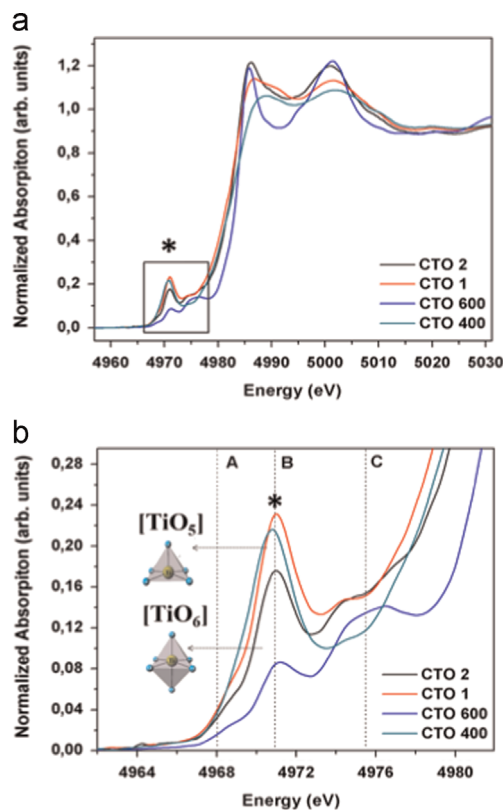 a
Normalized Absorpiton (arb. units)
1,2
1,0
0,8
0,6
0,4
0,2
0,0
*
CTO 2
CTO 1
CTO 600
CTO 400
4960 4970 4980 4990 5000 5010 5020 5030
Energy (eV)
b
Normalized Absorpiton (arb. units)
0,28
0,24
0,20
0,16
0,12
0,08
0,04
0,00
A B C
*
[TiO5]
[TiO6]
CTO 2
CTO 1
CTO 600
CTO 400
4964 4968 4972 4976 4980
Energy (eV)